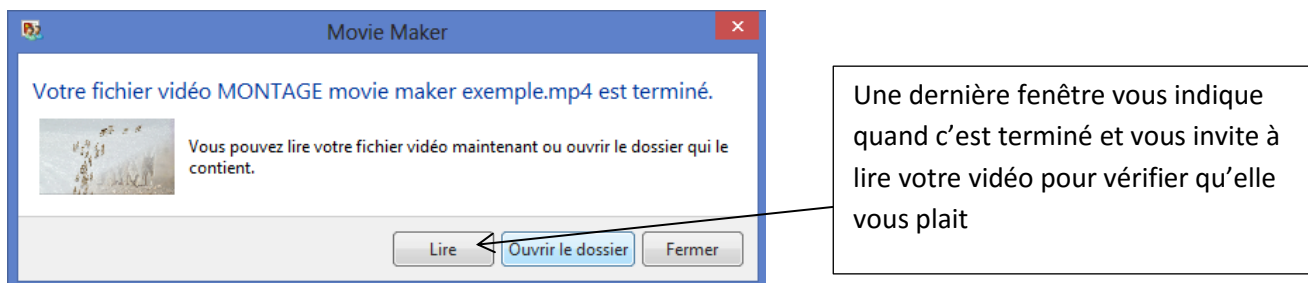 Movie Maker
Votre fichier vidéo MONTAGE movie maker exemple.mp4 est terminé.
Vous pouvez lire votre fichier vidéo maintenant ou ouvrir le dossier qui le
contient.
Lire
Ouvrir le dossier
Fermer
Une dernière fenêtre vous indique
quand c’est terminé et vous invite à
lire votre vidéo pour vérifier qu’elle
vous plait